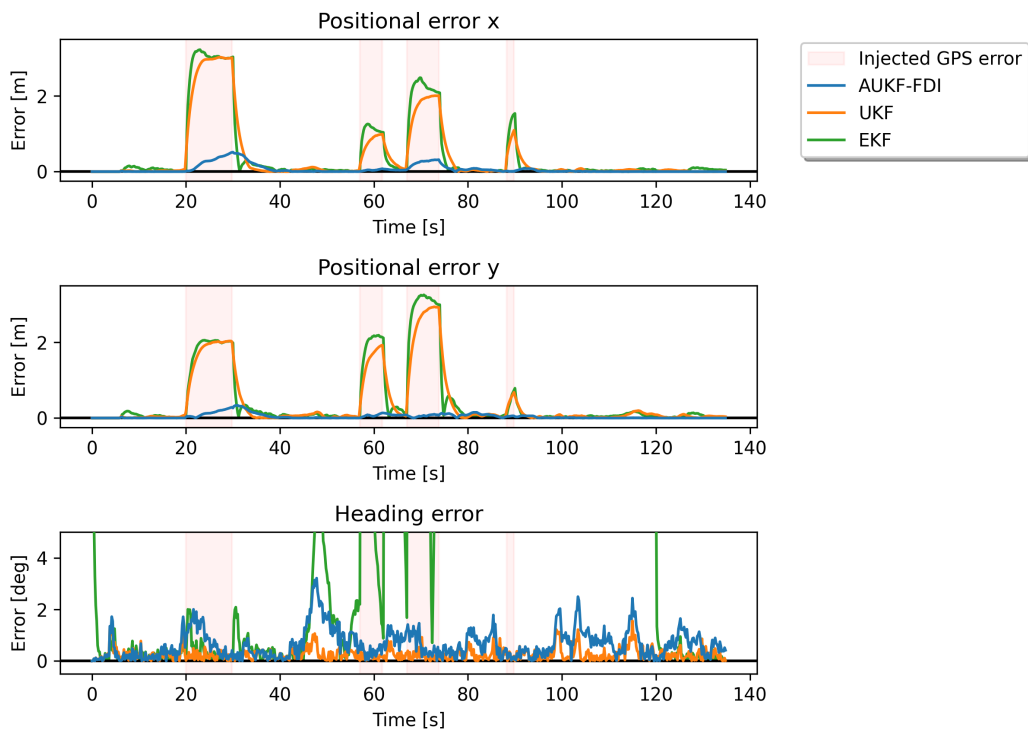 Positional error x
Error [m]
2
0
0 20 40 60 80 100 120 140
Time [s]
Injected GPS error
AUKF-FDI
UKF
EKF
Positional error y
Error [m]
2
0
0 20 40 60 80 100 120 140
Time [s]
Heading error
Error [deg]
4
2
0
0 20 40 60 80 100 120 140
Time [s]